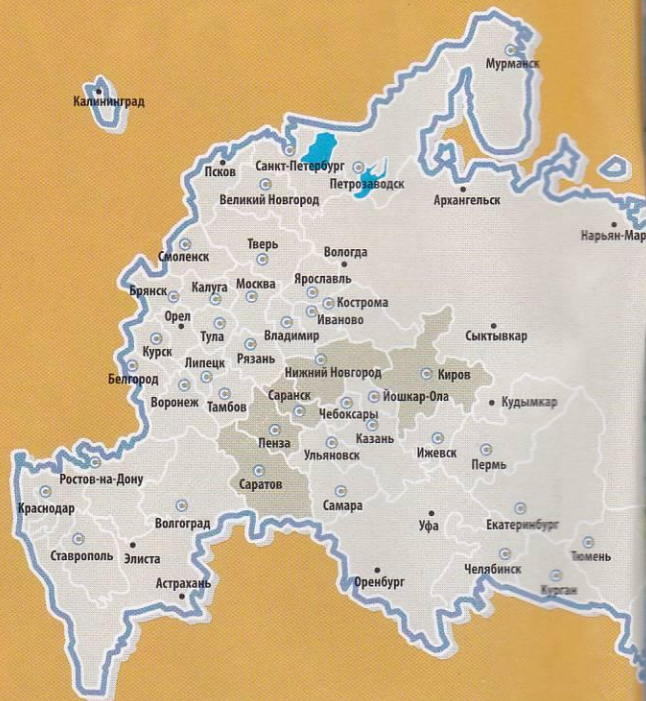 Мурманск
Калининград
Санкт-Петербург
Псков
Петрозаводск
Великий Новгород
Архангельск
Нарьян-Мар
Тверь
Смоленск
Вологда
Ярославль
Брянск
Калуга
Москва
Кострома
Орел
Иваново
Тула
Владимир
Сыктывкар
Курск
Рязань
Липецк
Нижний Новгород
Киров
Белгород
Саранск
Йошкар-Ола
Воронеж
Тамбов
Чебоксары
Кудымкар
Казань
Пенза
Ульяновск
Ижевск
Пермь
Ростов-на-Дону
Саратов
Краснодар
Самара
Волгоград
Уфа
Екатеринбург
Ставрополь
Элиста
Тюмень
Челябинск
Астрахань
Оренбург
Курган